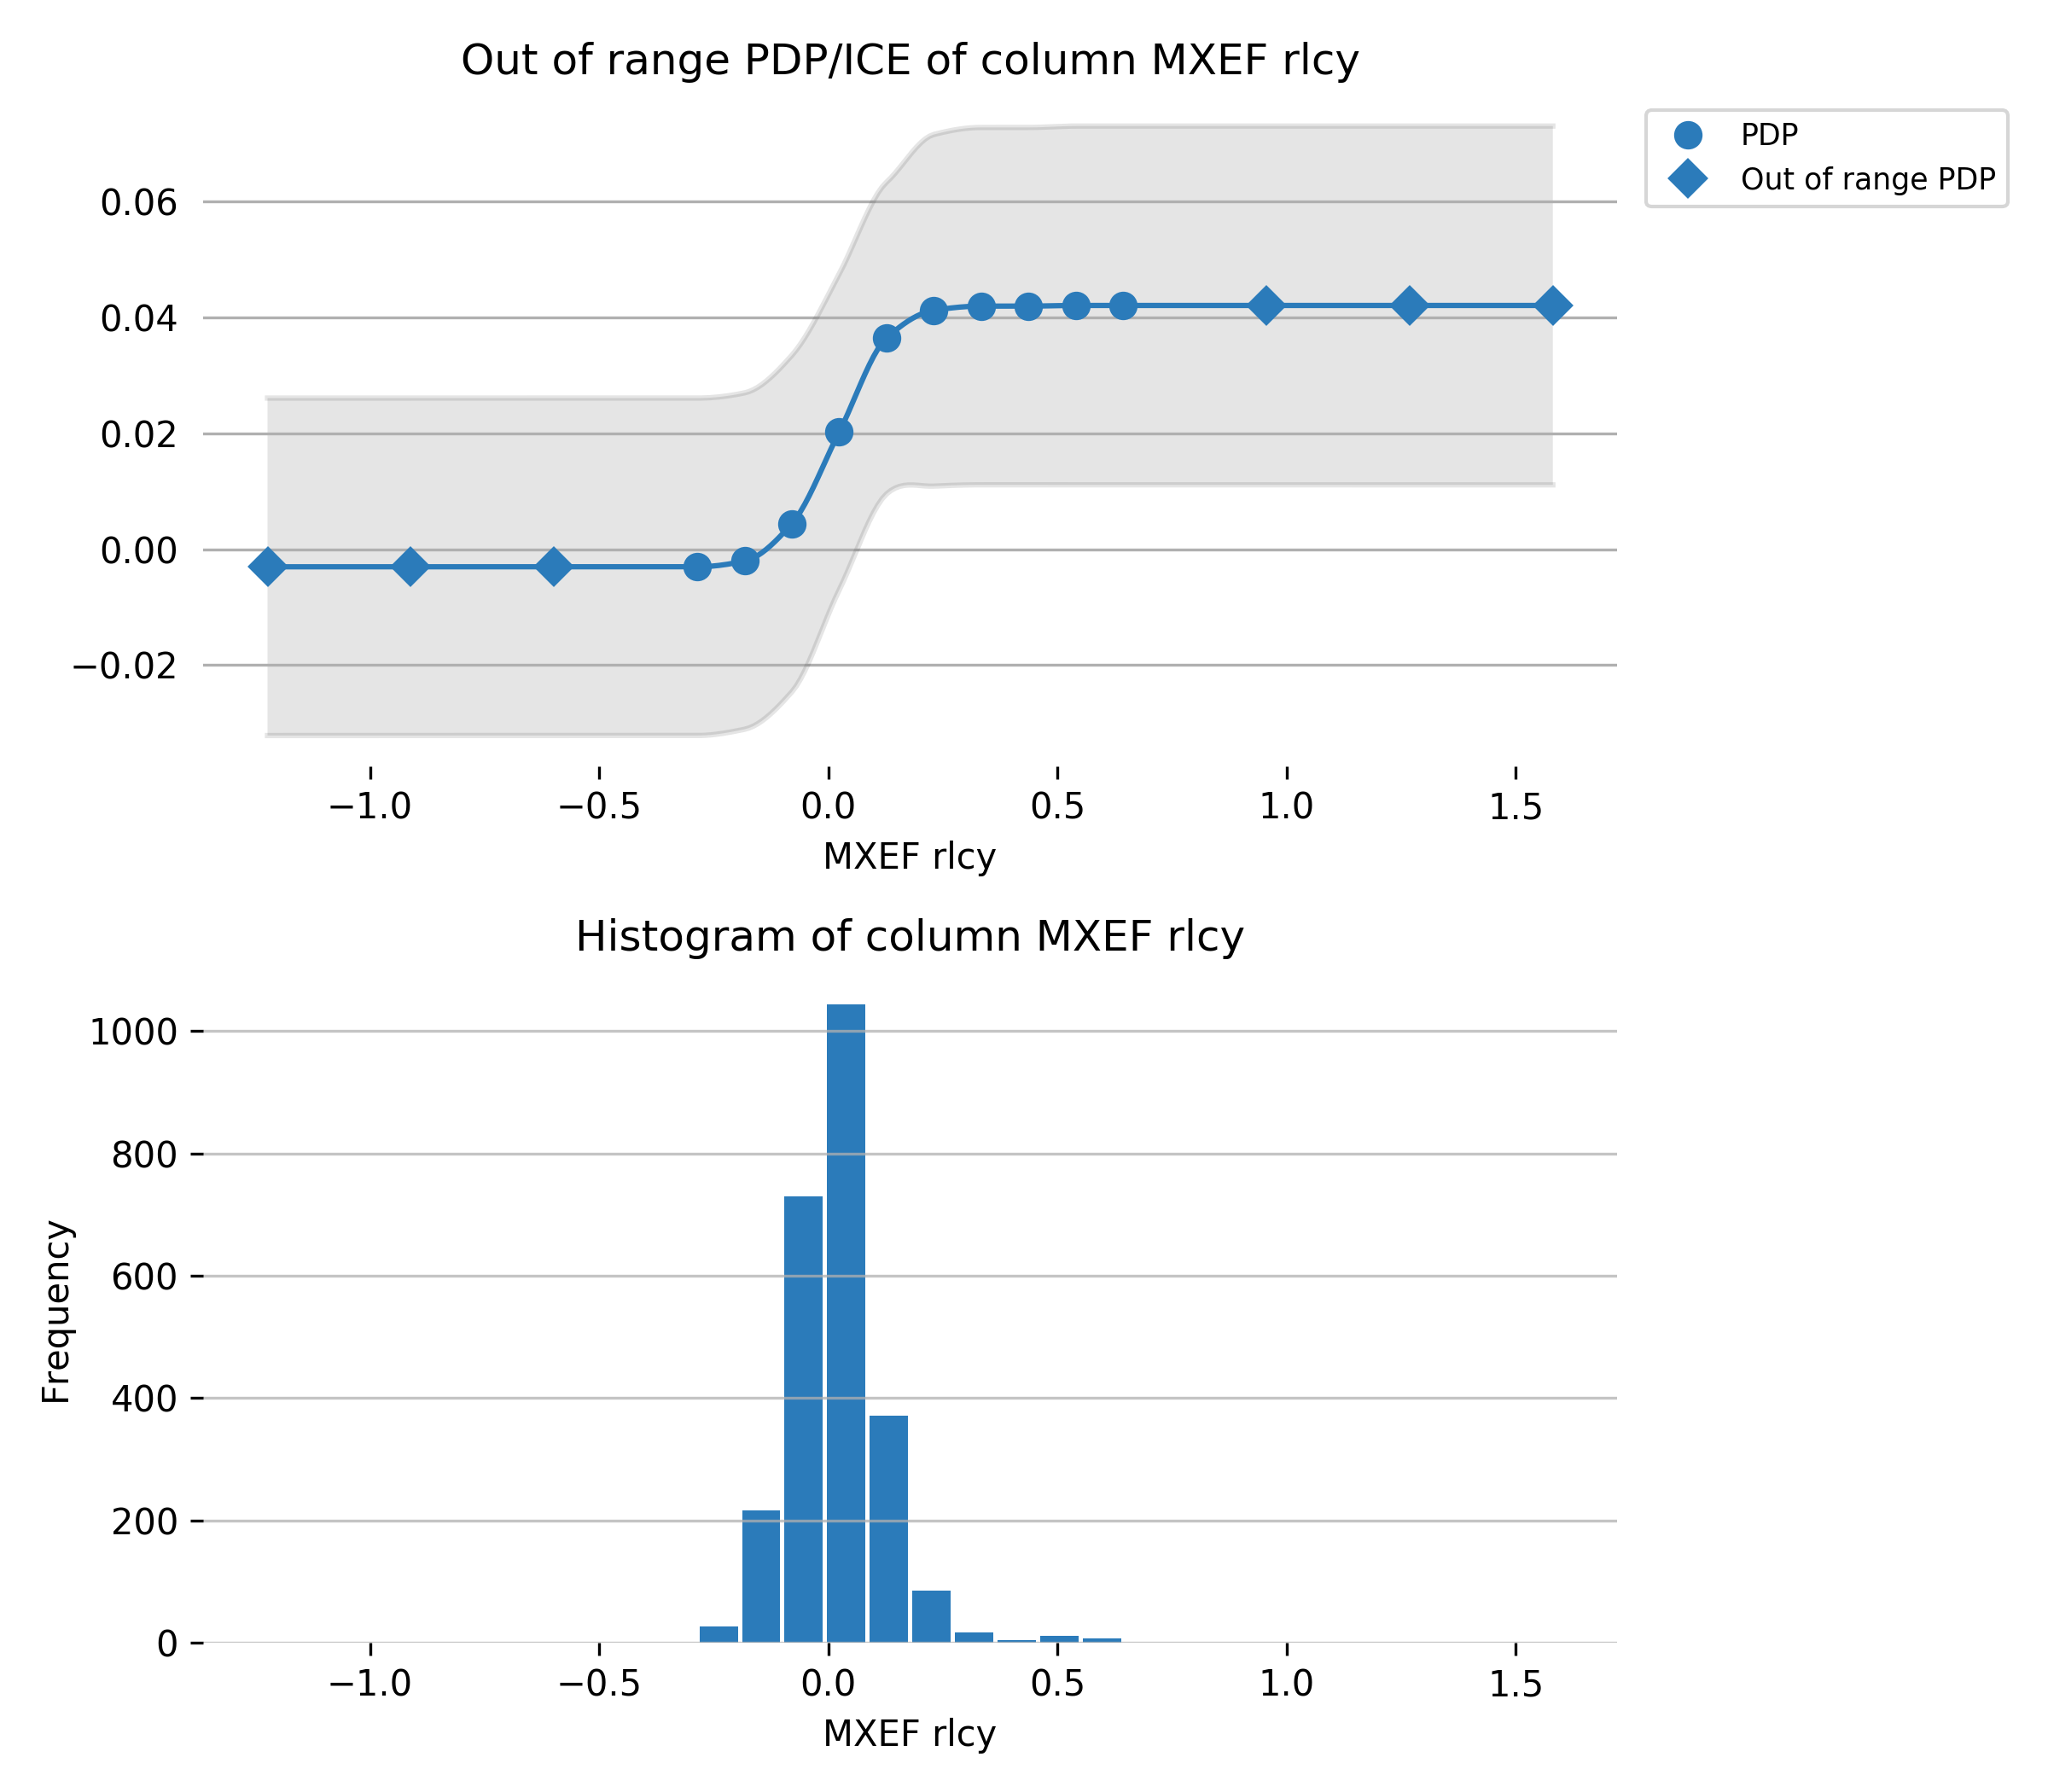 Out of range PDP/ICE of column MXEF rlcy
PDP
Out of range PDP
0.06
0.04
0.02
0.00
−0.02
−1.0 −0.5 0.0 0.5 1.0 1.5
MXEF rlcy
Histogram of column MXEF rlcy
Frequency
1000
800
600
400
200
0
−1.0 −0.5 0.0 0.5 1.0 1.5
MXEF rlcy